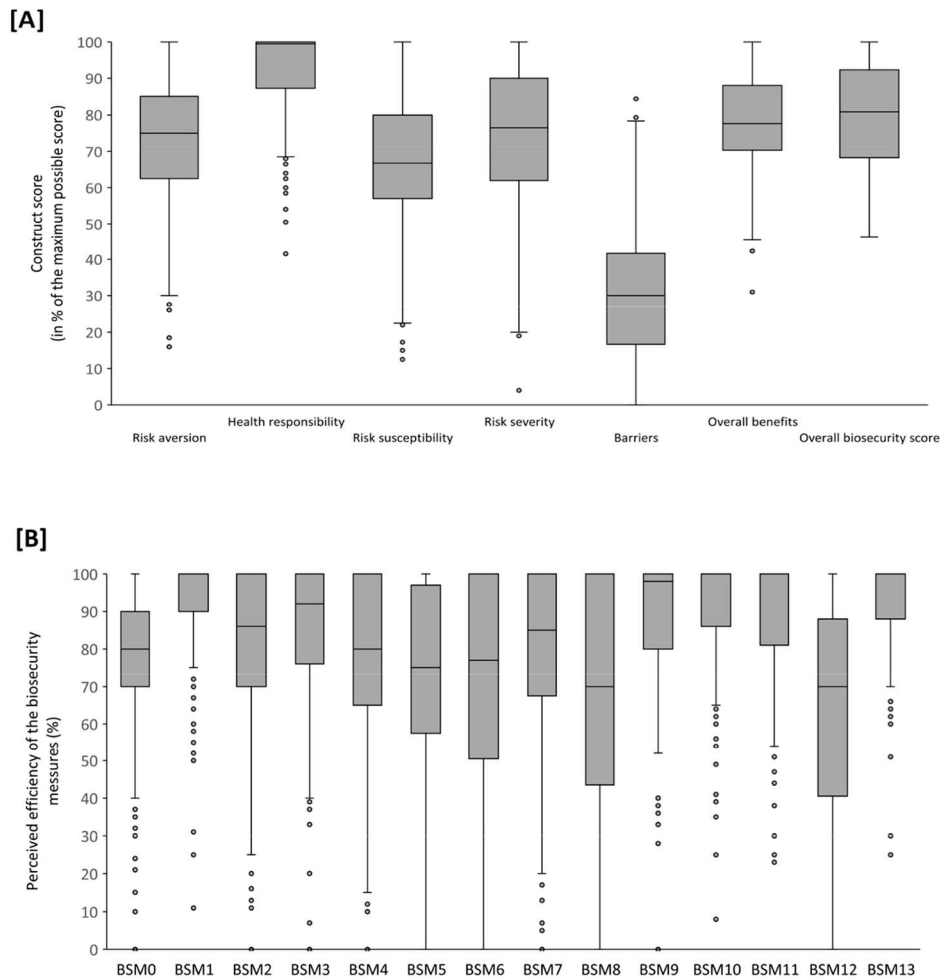 [A]
Construct score
(in % of the maximum possible score)
100
90
80
70
60
50
40
30
20
10
0
Health responsibility Risk severity Overall benefits
Risk aversion Risk susceptibility Barriers Overall biosecurity score
[B]
Perceived efficiency of the biosecurity
messures (%)
100
90
80
70
60
50
40
30
20
10
0
BSM0 BSM1 BSM2 BSM3 BSM4 BSM5 BSM6 BSM7 BSM8 BSM9 BSM10 BSM11 BSM12 BSM13